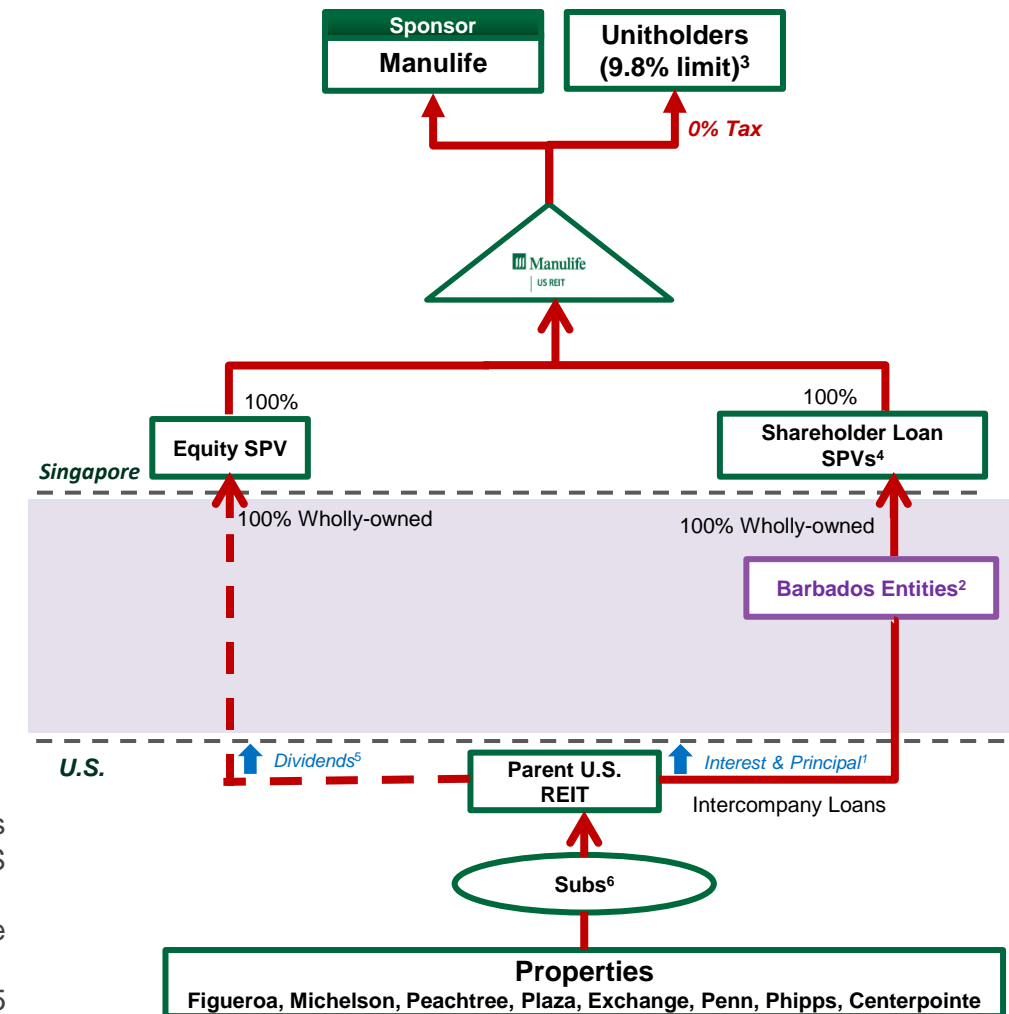 Sponsor
Manulife
Unitholders
(9.8% limit)³
0% Tax
Manulife
US REIT
100%
100%
Equity SPV
Shareholder Loan
SPVs⁴
Singapore
100% Wholly-owned
100% Wholly-owned
Barbados Entities²
U.S.
Dividends⁵
Parent U.S.
REIT
Interest & Principal¹
Intercompany Loans
Subs⁶
Properties
Figueroa, Michelson, Peachtree, Plaza, Exchange, Penn, Phipps, Centerpointe